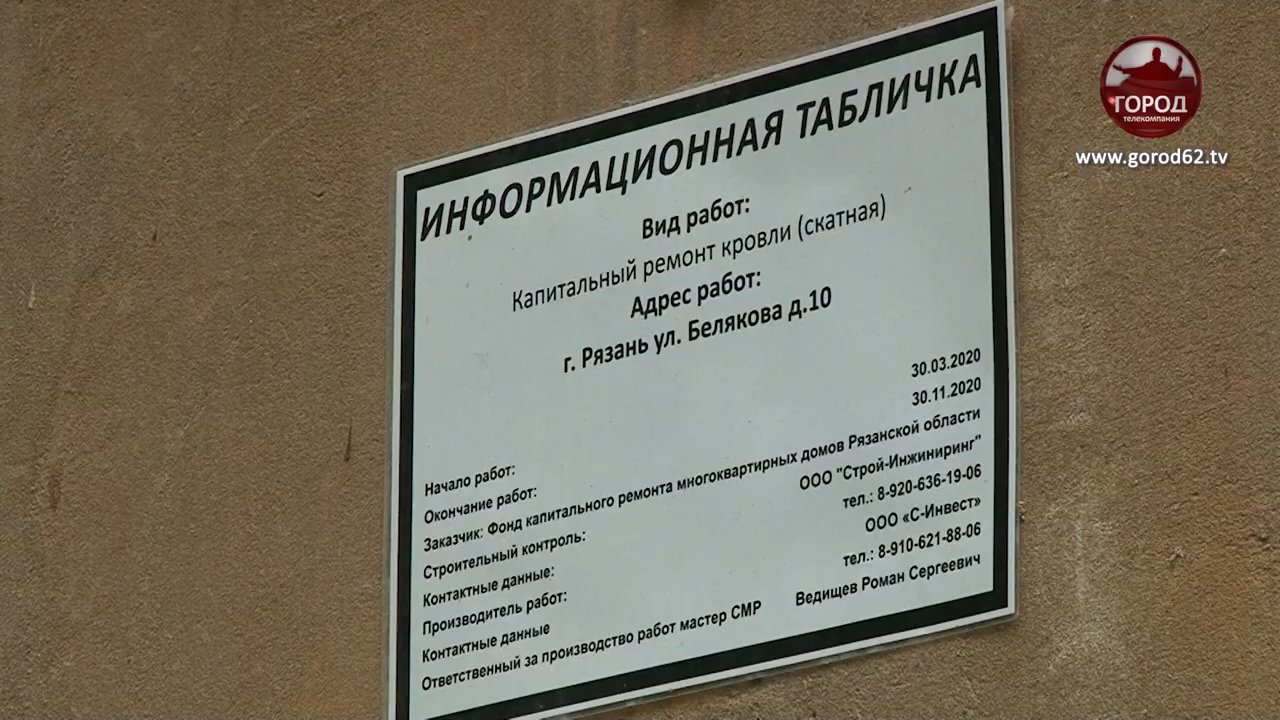 ИНФОРМАЦИОННАЯ ТАБЛИЧКА
Вид работ:
Капитальный ремонт кровли (скатная)
Адрес работ:
г. Рязань ул. Белякова д.10
Начало работ: 30.03.2020
Окончание работ: 30.11.2020
Заказчик: Фонд капитального ремонта многоквартирных домов Рязанской области
Строительный контроль: ООО "Строй-Инжиниринг"
Контактные данные: тел.: 8-920-636-19-06
Производитель работ: ООО «С-Инвест»
Контактные данные тел.: 8-910-621-88-06
Ответственный за производство работ мастер СМР Ведищев Роман Сергеевич
ГОРОД
телекомпания
www.gorod62.tv